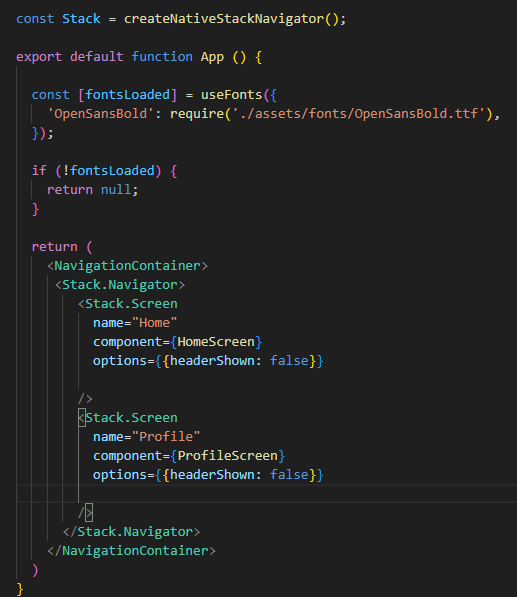 const Stack = createNativeStackNavigator();
export default function App () {
const [fontsLoaded] = useFonts({
'OpenSansBold': require('./assets/fonts/OpenSansBold.ttf'),
});
if (!fontsLoaded) {
return null;
}
return (
<NavigationContainer>
<Stack.Navigator>
<Stack.Screen
name="Home"
component={HomeScreen}
options={{headerShown: false}}
/>
<Stack.Screen
name="Profile"
component={ProfileScreen}
options={{headerShown: false}}
/>
</Stack.Navigator>
</NavigationContainer>
)
}